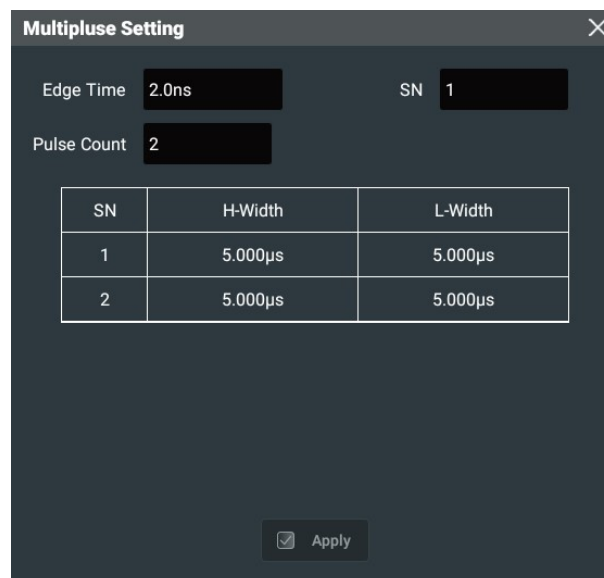 Multipluse Setting
Edge Time 2.0ns SN 1
Pulse Count 2
SN H-Width L-Width
1 5.000µs 5.000µs
2 5.000µs 5.000µs
Apply